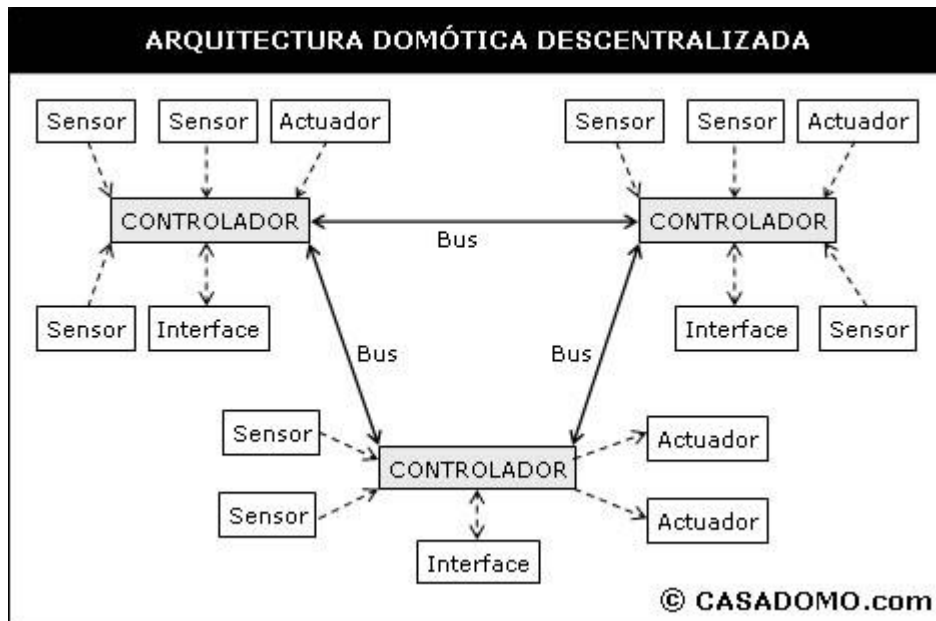 ARQUITECTURA DOMÓTICA DESCENTRALIZADA
Sensor
Sensor
Actuador
Sensor
Sensor
Actuador
CONTROLADOR
CONTROLADOR
Bus
Sensor
Interface
Interface
Sensor
Bus
Bus
Sensor
Actuador
CONTROLADOR
Sensor
Actuador
Interface
© CASADOMO.com